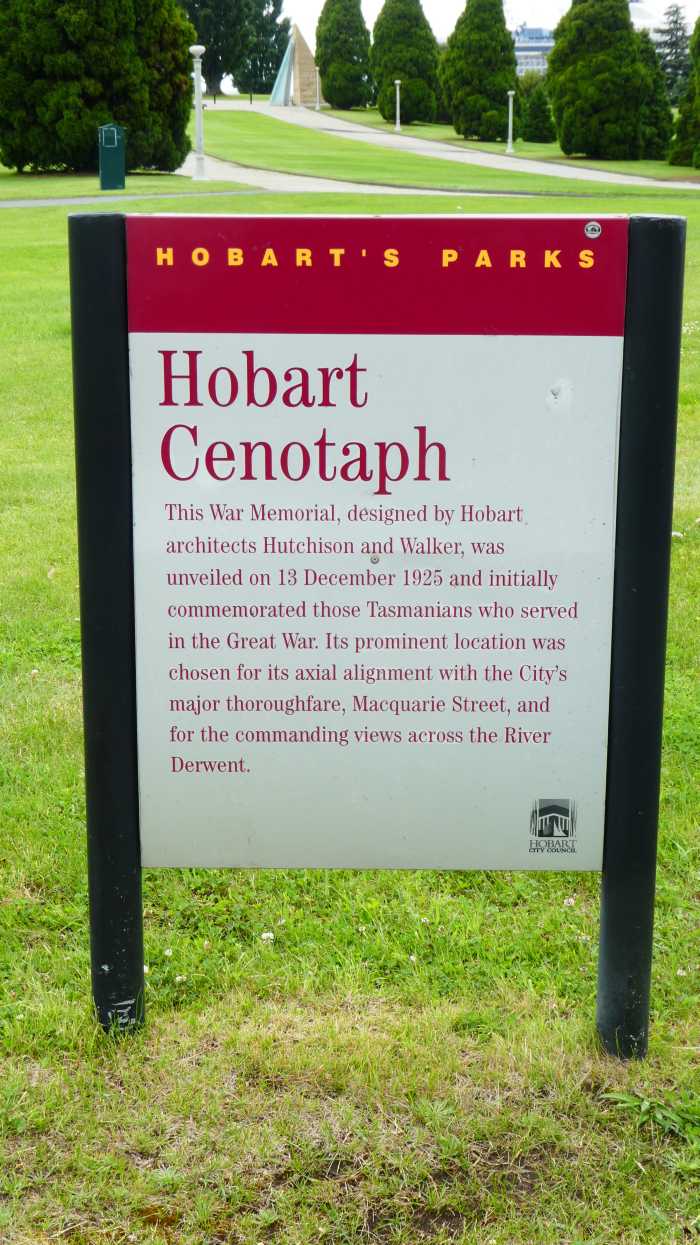 HOBART'S PARKS
Hobart
Cenotaph
This War Memorial, designed by Hobart
architects Hutchison and Walker, was
unveiled on 13 December 1925 and initially
commemorated those Tasmanians who served
in the Great War. Its prominent location was
chosen for its axial alignment with the City's
major thoroughfare, Macquarie Street, and
for the commanding views across the River
Derwent.
HOBART
CITY COUNCIL